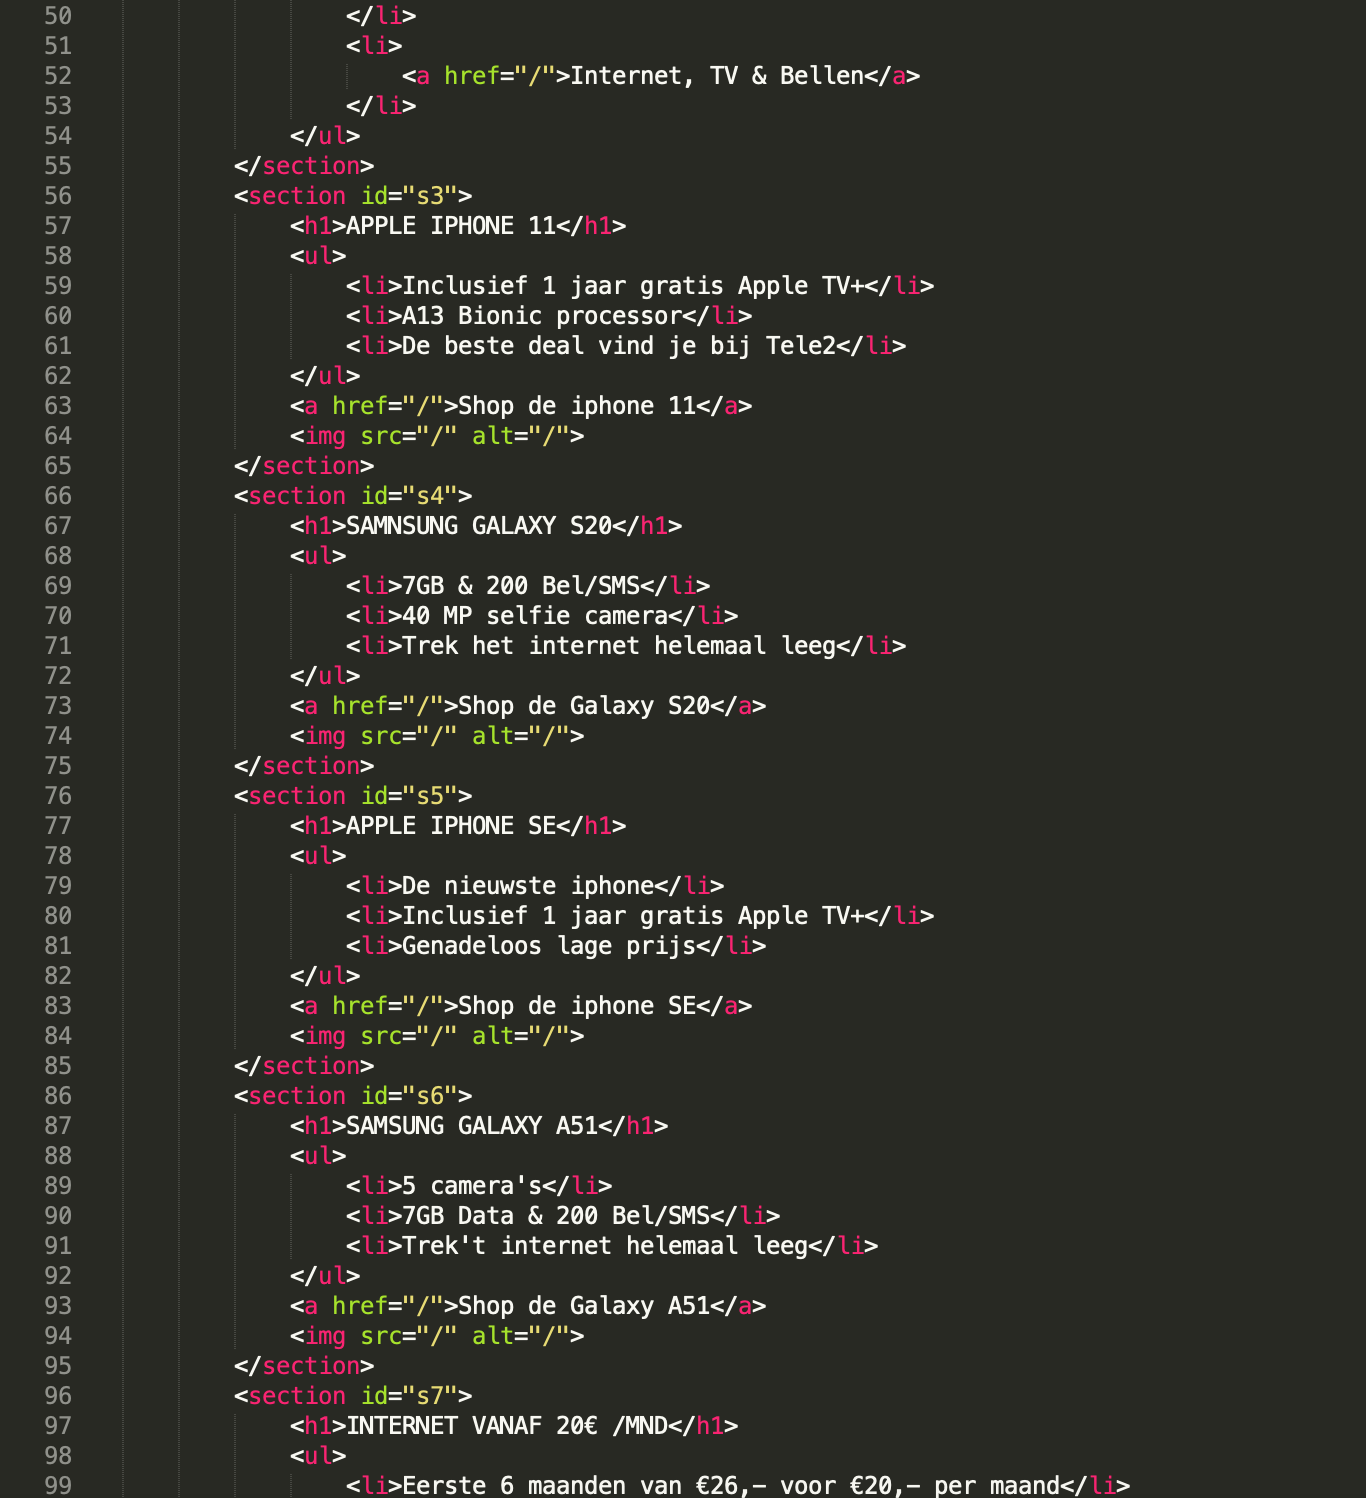 50 </li>
51 <li>
52 <a href="/">Internet, TV & Bellen</a>
53 </li>
54 </ul>
55 </section>
56 <section id="s3">
57 <h1>APPLE IPHONE 11</h1>
58 <ul>
59 <li>Inclusief 1 jaar gratis Apple TV+</li>
60 <li>A13 Bionic processor</li>
61 <li>De beste deal vind je bij Tele2</li>
62 </ul>
63 <a href="/">Shop de iphone 11</a>
64 <img src="/" alt="/">
65 </section>
66 <section id="s4">
67 <h1>SAMNSUNG GALAXY S20</h1>
68 <ul>
69 <li>7GB & 200 Bel/SMS</li>
70 <li>40 MP selfie camera</li>
71 <li>Trek het internet helemaal leeg</li>
72 </ul>
73 <a href="/">Shop de Galaxy S20</a>
74 <img src="/" alt="/">
75 </section>
76 <section id="s5">
77 <h1>APPLE IPHONE SE</h1>
78 <ul>
79 <li>De nieuwste iphone</li>
80 <li>Inclusief 1 jaar gratis Apple TV+</li>
81 <li>Genadeloos lage prijs</li>
82 </ul>
83 <a href="/">Shop de iphone SE</a>
84 <img src="/" alt="/">
85 </section>
86 <section id="s6">
87 <h1>SAMSUNG GALAXY A51</h1>
88 <ul>
89 <li>5 camera's</li>
90 <li>7GB Data & 200 Bel/SMS</li>
91 <li>Trek't internet helemaal leeg</li>
92 </ul>
93 <a href="/">Shop de Galaxy A51</a>
94 <img src="/" alt="/">
95 </section>
96 <section id="s7">
97 <h1>INTERNET VANAF 20€ /MND</h1>
98 <ul>
99 <li>Eerste 6 maanden van €26,– voor €20,– per maand</li>